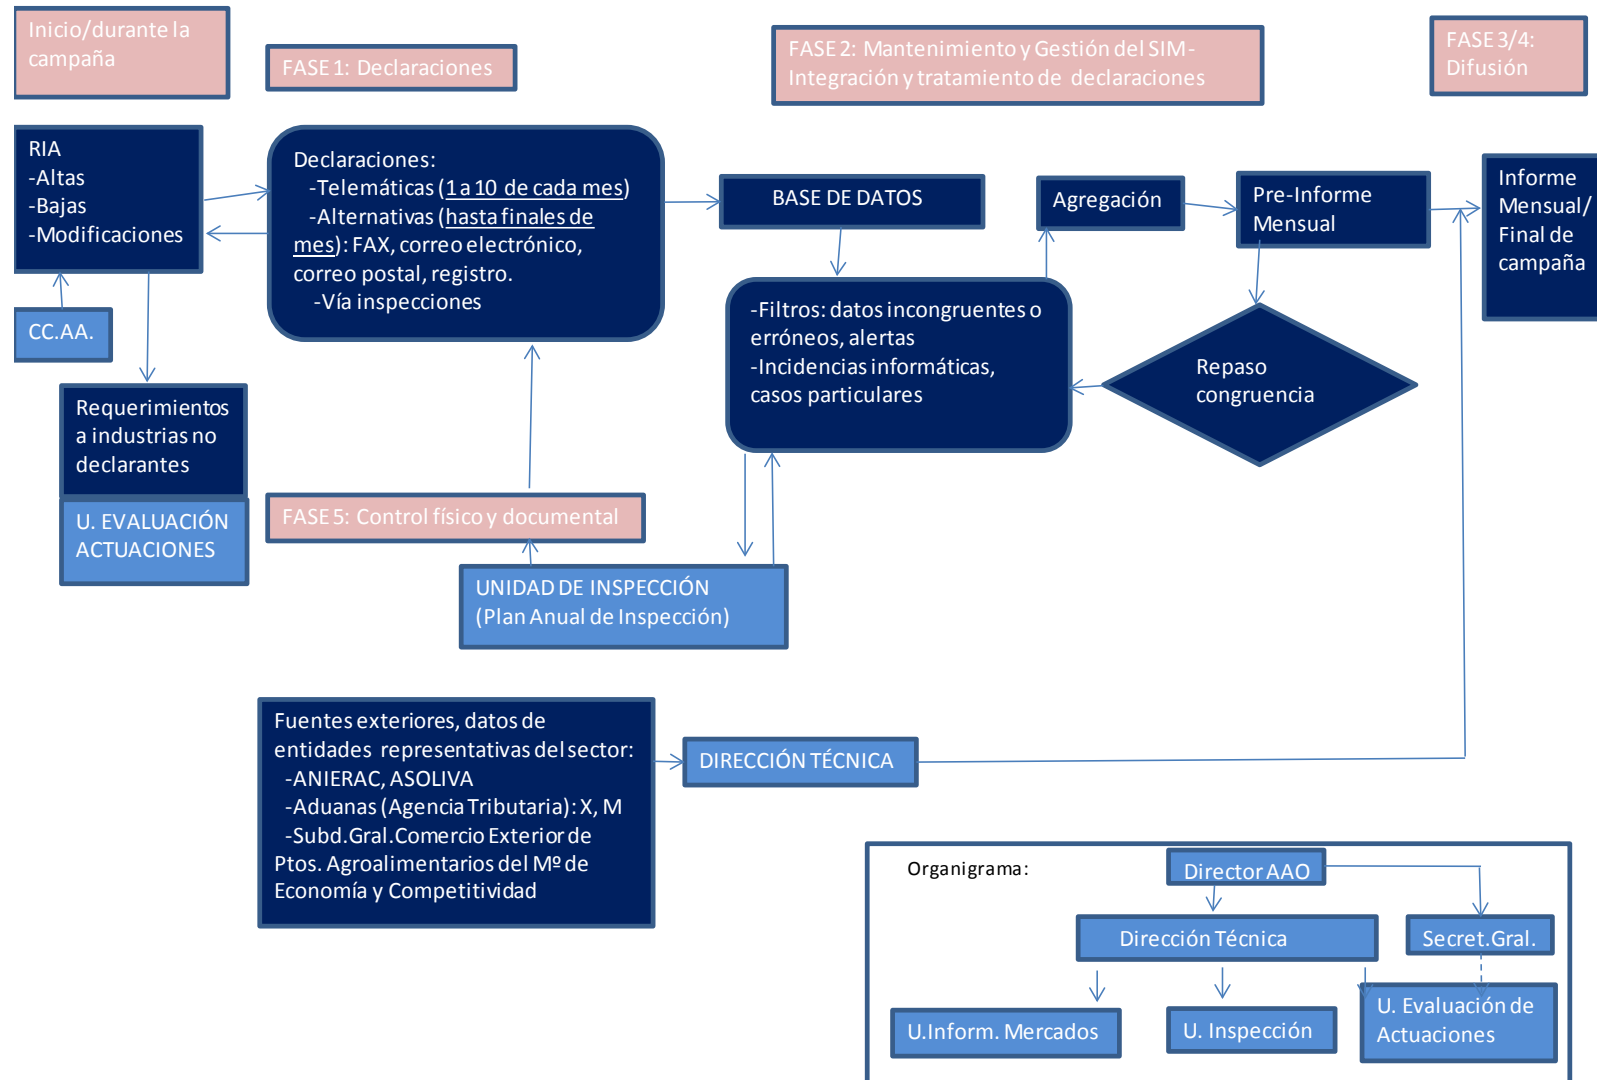 Inicio/durante la
campaña
FASE 1: Declaraciones
FASE 2: Mantenimiento y Gestión del SIM -
Integración y tratamiento de declaraciones
FASE 3/4:
Difusión
RIA
-Altas
-Bajas
-Modificaciones
CC.AA.
Requerimientos
a industrias no
declarantes
U. EVALUACIÓN
ACTUACIONES
Declaraciones:
-Telemáticas (1 a 10 de cada mes)
-Alternativas (hasta finales de
mes): FAX, correo electrónico,
correo postal, registro.
-Vía inspecciones
BASE DE DATOS
-Filtros: datos incongruentes o
erróneos, alertas
-Incidencias informáticas,
casos particulares
Agregación
Pre-Informe
Mensual
Repaso
congruencia
Informe
Mensual/
Final de
campaña
FASE 5: Control físico y documental
UNIDAD DE INSPECCIÓN
(Plan Anual de Inspección)
Fuentes exteriores, datos de
entidades representativas del sector:
-ANIERAC, ASOLIVA
-Aduanas (Agencia Tributaria): X, M
-Subd.Gral.Comercio Exterior de
Ptos. Agroalimentarios del Mº de
Economía y Competitividad
DIRECCIÓN TÉCNICA
Organigrama:
Director AAO
Dirección Técnica
Secret.Gral.
U.Inform. Mercados
U. Inspección
U. Evaluación de
Actuaciones